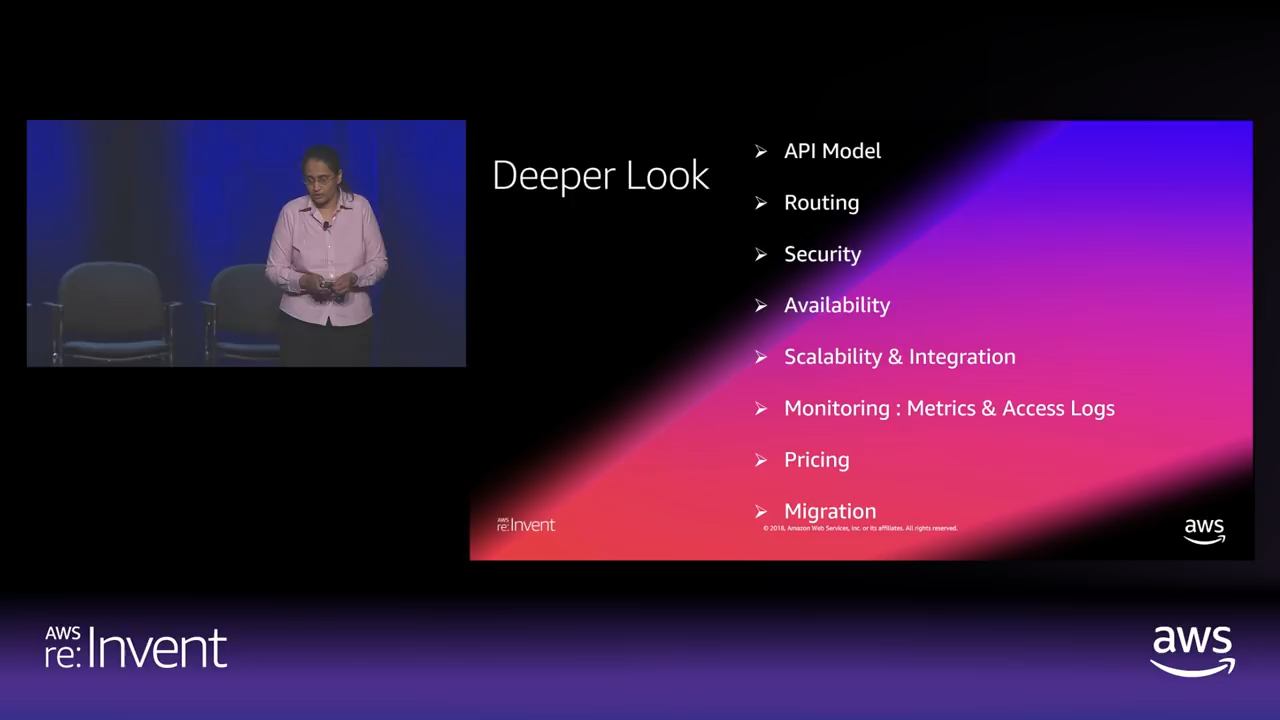 Deeper Look
➢ API Model
➢ Routing
➢ Security
➢ Availability
➢ Scalability & Integration
➢ Monitoring : Metrics & Access Logs
➢ Pricing
➢ Migration
© 2018, Amazon Web Services, Inc. or its affiliates. All rights reserved.
AWS
re:Invent
aws
AWS
re:Invent
aws